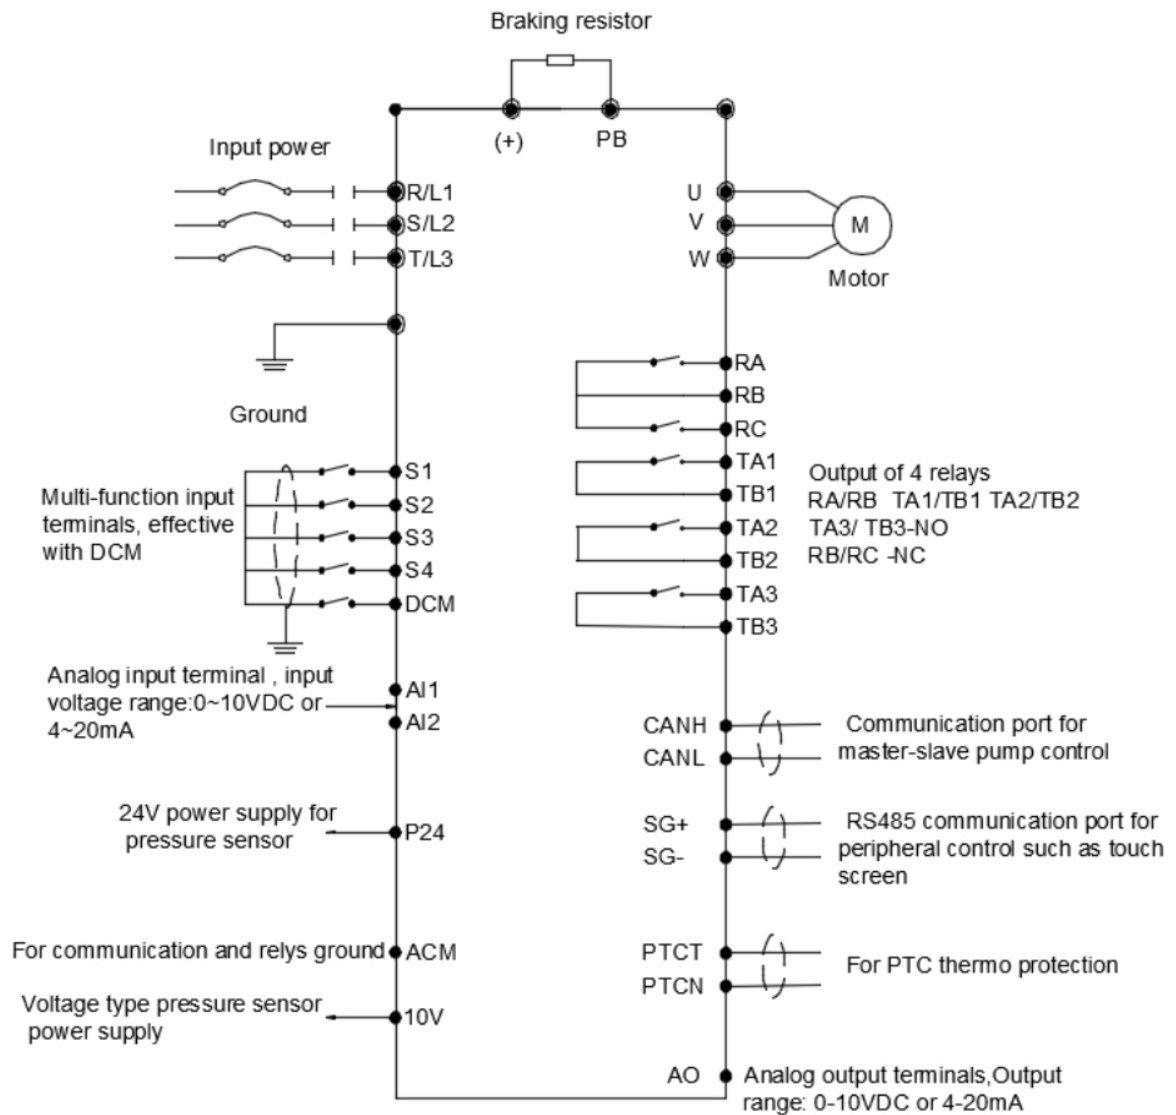 Braking resistor
(+)
PB
Input power
R/L1
S/L2
T/L3
U
V
W
M
Motor
Ground
RA
RB
RC
TA1
TB1
TA2
TB2
TA3
TB3
Output of 4 relays
RA/RB TA1/TB1 TA2/TB2
TA3/ TB3-NO
RB/RC -NC
Multi-function input
terminals, effective
with DCM
S1
S2
S3
S4
DCM
Analog input terminal , input
voltage range:0~10VDC or
4~20mA
AI1
AI2
CANH
CANL
Communication port for
master-slave pump control
24V power supply for
pressure sensor
P24
SG+
SG-
RS485 communication port for
peripheral control such as touch
screen
For communication and relys ground
ACM
PTCT
PTCN
For PTC thermo protection
Voltage type pressure sensor
power supply
10V
AO
Analog output terminals,Output
range: 0-10VDC or 4-20mA